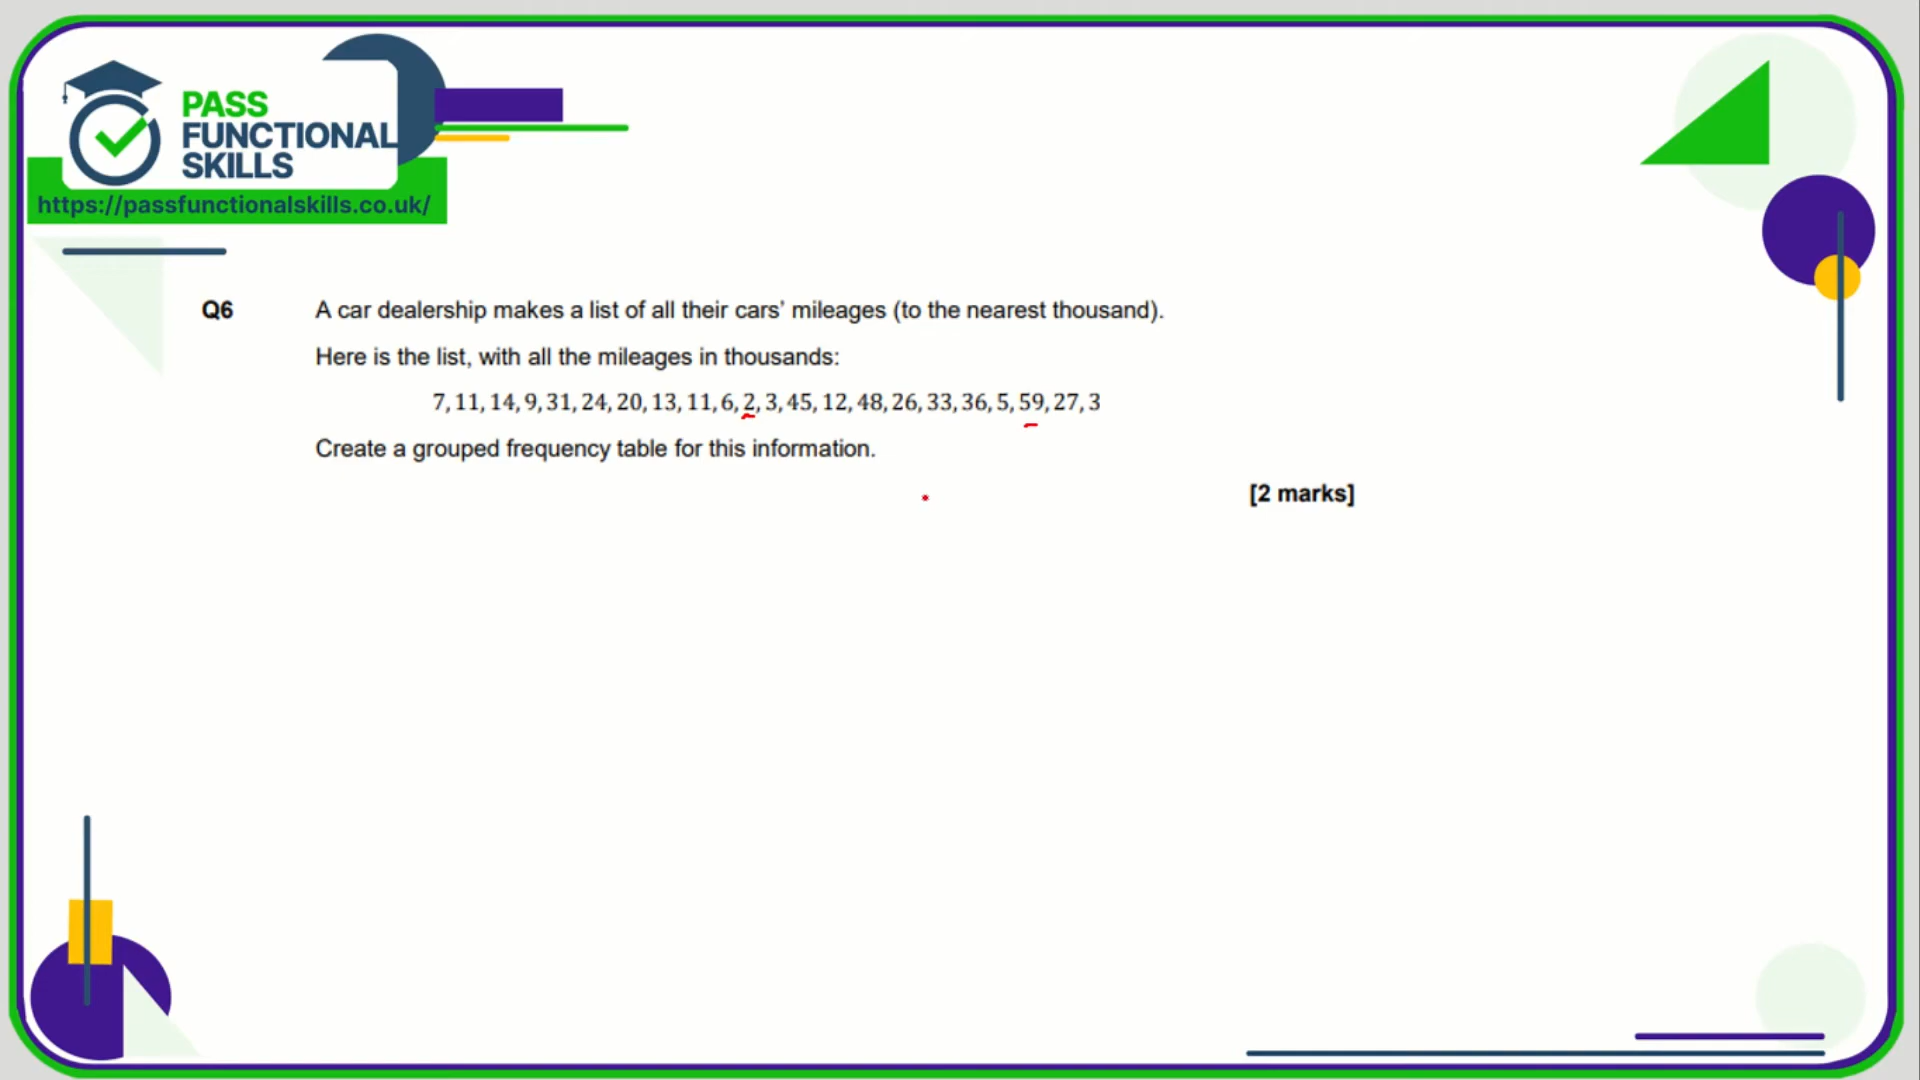 PASS
FUNCTIONAL
SKILLS
https://passfunctionalskills.co.uk/
Q6 A car dealership makes a list of all their cars’ mileages (to the nearest thousand).
Here is the list, with all the mileages in thousands:
7, 11, 14, 9, 31, 24, 20, 13, 11, 6, 2, 3, 45, 12, 48, 26, 33, 36, 5, 59, 27, 3
Create a grouped frequency table for this information.
[2 marks]